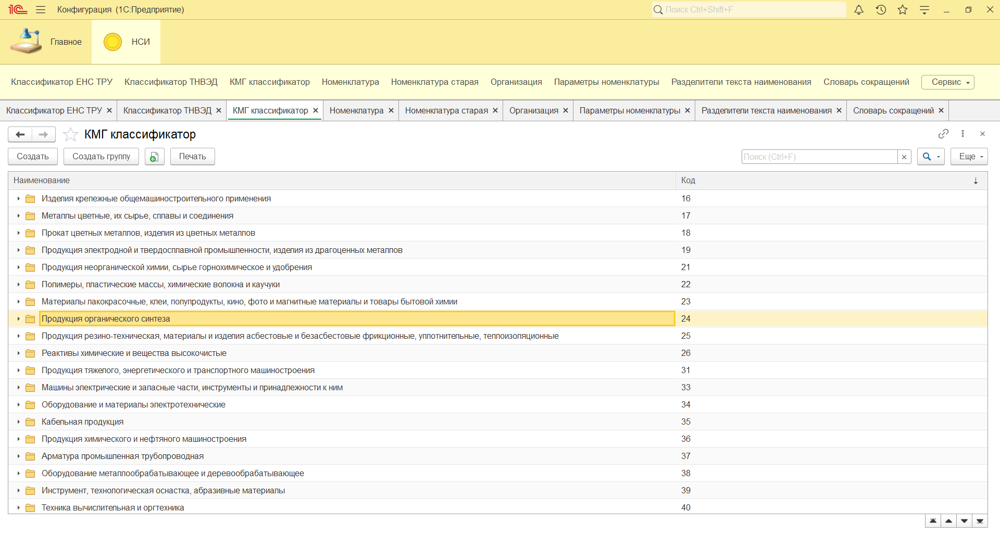 1С Конфигурация (1С:Предприятие) Поиск Ctrl+Shift+F
Главное НСИ
Классификатор ЕНС ТРУ Классификатор ТНВЭД КМГ классификатор Номенклатура Номенклатура старая Организация Параметры номенклатуры Разделители текста наименования Словарь сокращений Сервис
Классификатор ЕНС ТРУ Классификатор ТНВЭД КМГ классификатор Номенклатура Номенклатура старая Организация Параметры номенклатуры Разделители текста наименования Словарь сокращений
КМГ классификатор
Создать Создать группу Печать Поиск (Ctrl+F) Еще
Наименование Код
Изделия крепежные общемашиностроительного применения 16
Металлы цветные, их сырье, сплавы и соединения 17
Прокат цветных металлов, изделия из цветных металлов 18
Продукция электродной и твердосплавной промышленности, изделия из драгоценных металлов 19
Продукция неорганической химии, сырье горнохимическое и удобрения 21
Полимеры, пластические массы, химические волокна и каучуки 22
Материалы лакокрасочные, клеи, полупродукты, кино, фото и магнитные материалы и товары бытовой химии 23
Продукция органического синтеза 24
Продукция резино-техническая, материалы и изделия асбестовые и безасбестовые фрикционные, уплотнительные, теплоизоляционные 25
Реактивы химические и вещества высокочистые 26
Продукция тяжелого, энергетического и транспортного машиностроения 31
Машины электрические и запасные части, инструменты и принадлежности к ним 33
Оборудование и материалы электротехнические 34
Кабельная продукция 35
Продукция химического и нефтяного машиностроения 36
Арматура промышленная трубопроводная 37
Оборудование металлообрабатывающее и деревообрабатывающее 38
Инструмент, технологическая оснастка, абразивные материалы 39
Техника вычислительная и оргтехника 40